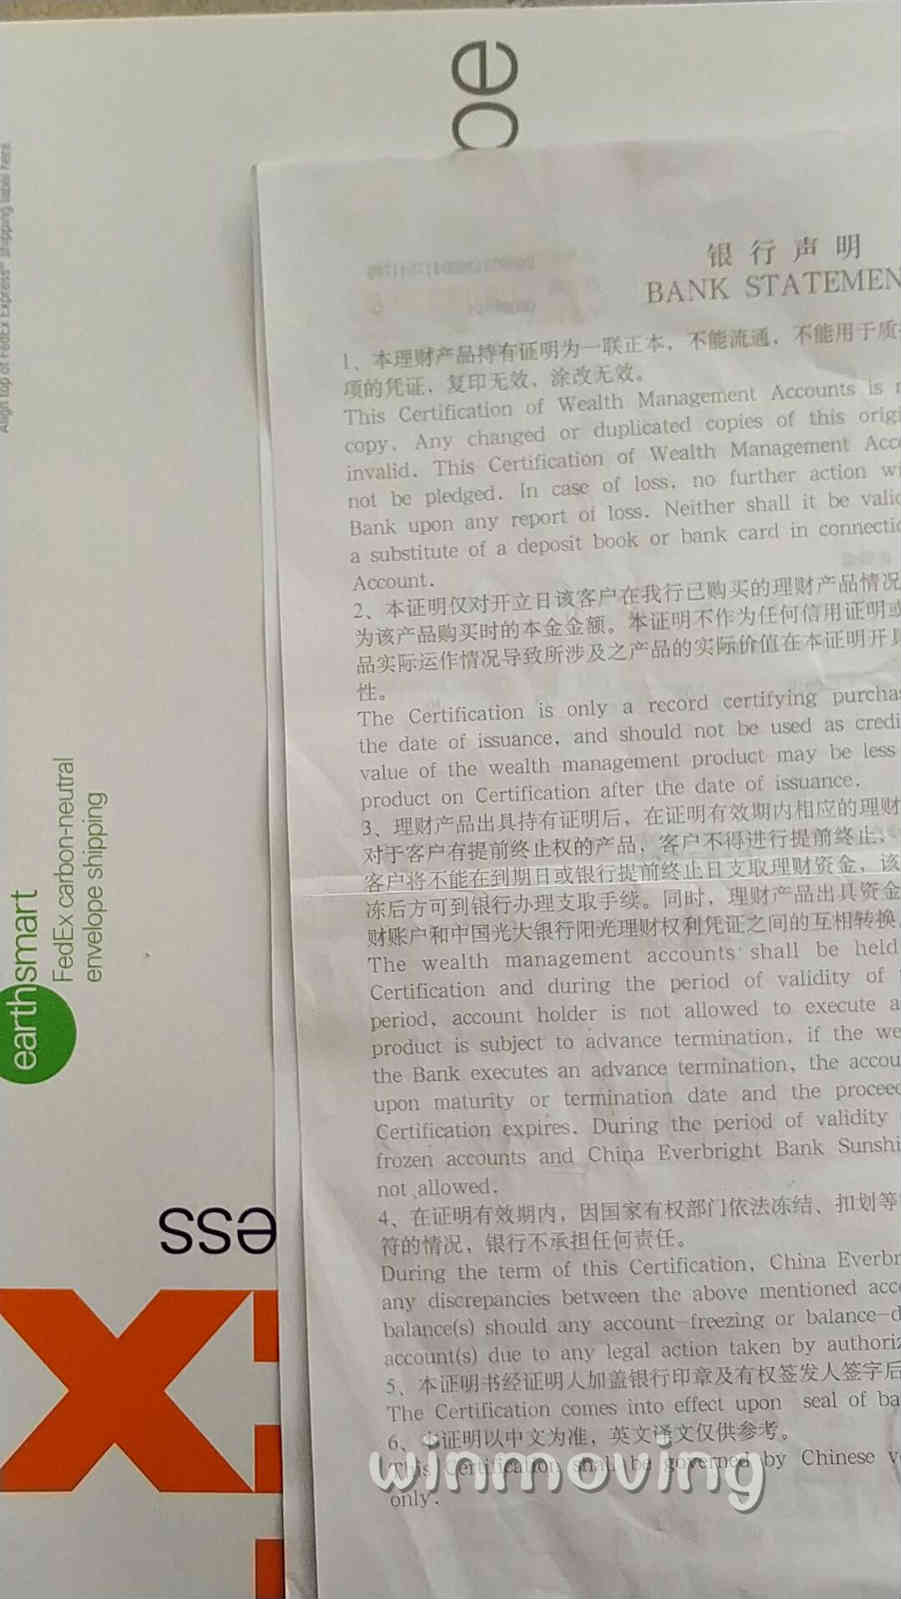 pe
Align top of FedEx Express® shipping label here.
银行声明
BANK STATEMEN
1、本理财产品持有证明为一联正本，不能流通，不能用于质
项的凭证，复印无效，涂改无效。
This Certification of Wealth Management Accounts is
copy. Any changed or duplicated copies of this orig
invalid. This Certification of Wealth Management Acc
not be pledged. In case of loss, no further action wi
Bank upon any report of loss. Neither shall it be valid
a substitute of a deposit book or bank card in connectio
Account.
2、本证明仅对开立日该客户在我行已购买的理财产品情况
为该产品购买时的本金金额。本证明不作为任何信用证明或
品实际运作情况导致所涉及之产品的实际价值在本证明开具
性。
The Certification is only a record certifying purcha
the date of issuance, and should not be used as credi
value of the wealth management product may be less
product on Certification after the date of issuance.
3、理财产品出具持有证明后，在证明有效期内相应的理财
对于客户有提前终止权的产品，客户不得进行提前终止，
客户将不能在到期日或银行提前终止日支取理财资金，该
冻后方可到银行办理支取手续。同时，理财产品出具资金
财账户和中国光大银行阳光理财权利凭证之间的互相转换
The wealth management accounts shall be held
Certification and during the period of validity of
period, account holder is not allowed to execute a
product is subject to advance termination, if the we
the Bank executes an advance termination, the accou
upon maturity or termination date and the proceed
Certification expires. During the period of validity
frozen accounts and China Everbright Bank Sunshi
not allowed.
4、在证明有效期内，因国家有权部门依法冻结、扣划等
符的情况，银行不承担任何责任。
During the term of this Certification, China Everbr
any discrepancies between the above mentioned acc
balance(s) should any account-freezing or balance-d
account(s) due to any legal action taken by authoriz
5、本证明书经证明人加盖银行印章及有权签发人签字后
The Certification comes into effect upon seal of ba
6、本证明以中文为准，英文译文仅供参考。
This Certification shall be governed by Chinese v
only.
earthsmart
FedEx carbon-neutral
envelope shipping
ess
Ex
winmoving